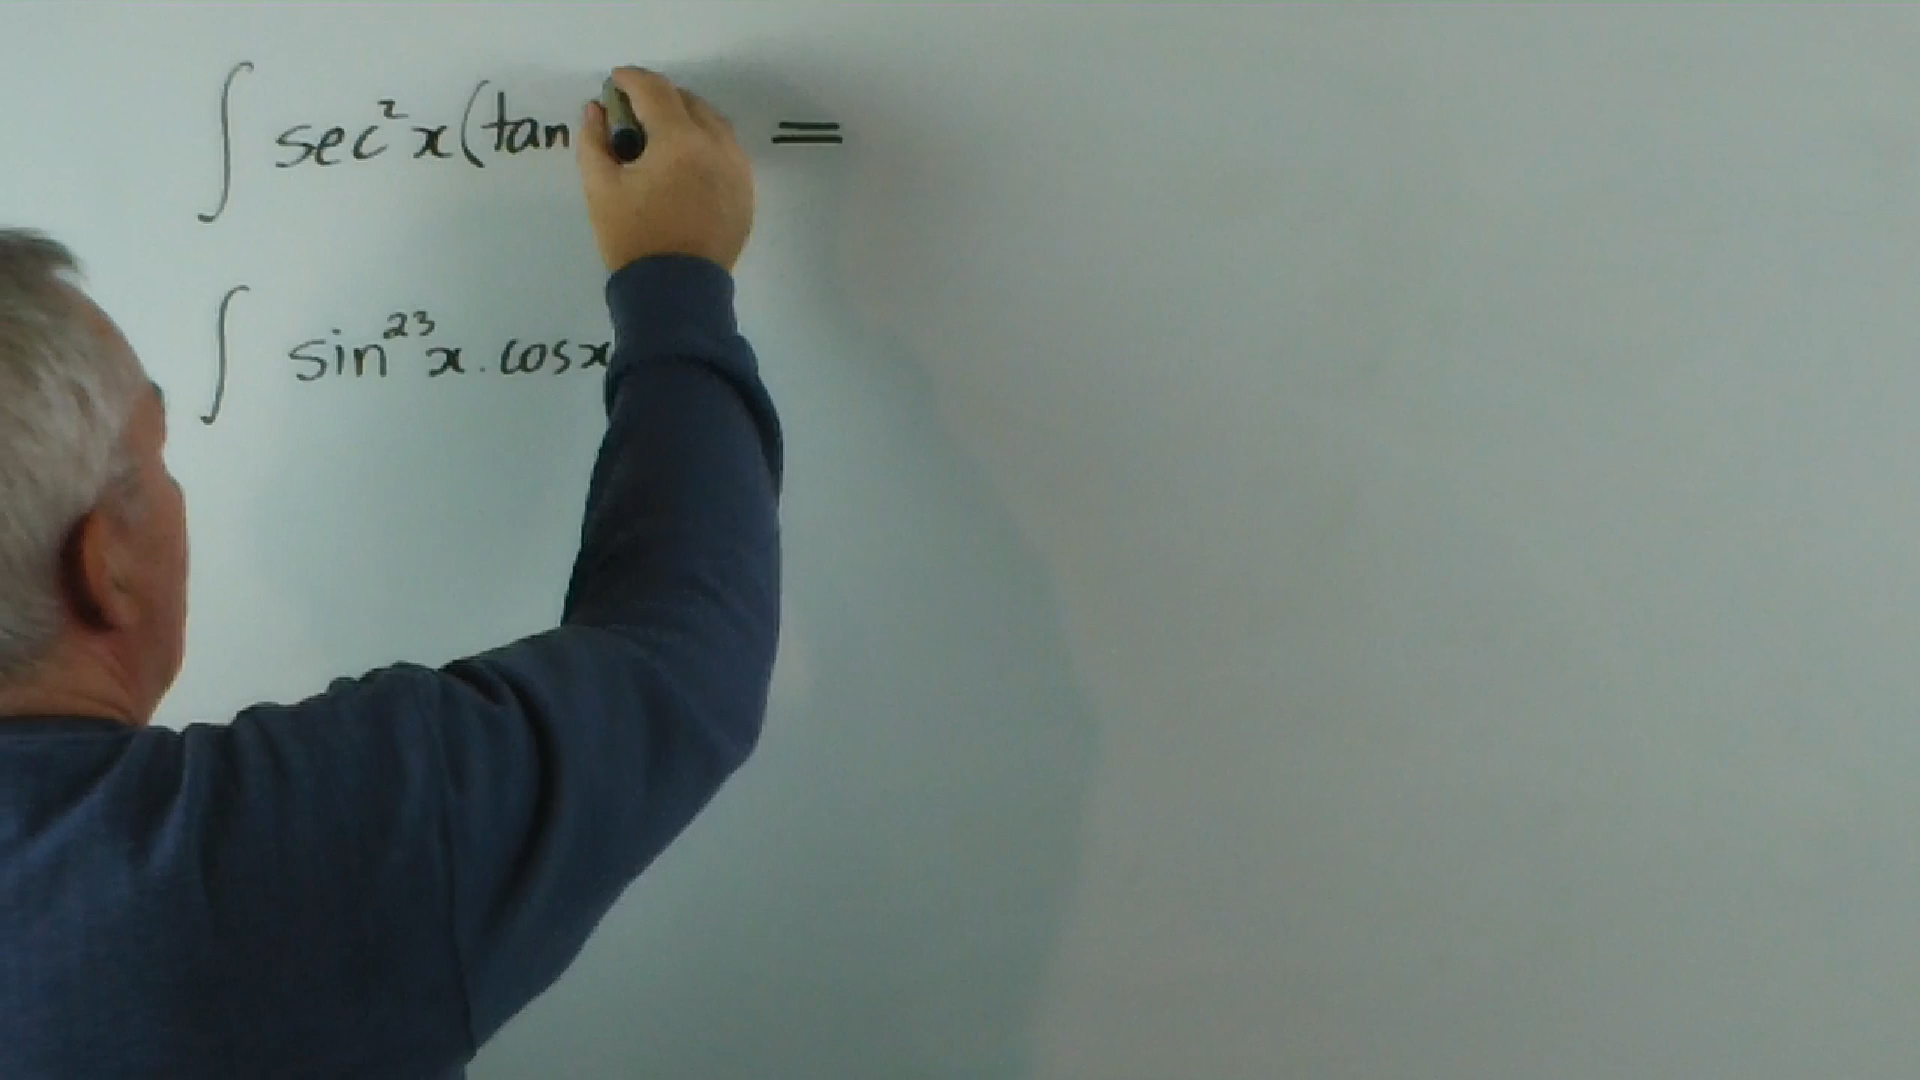 ∫ sec²x(tan =
∫ sin²³x . cosx